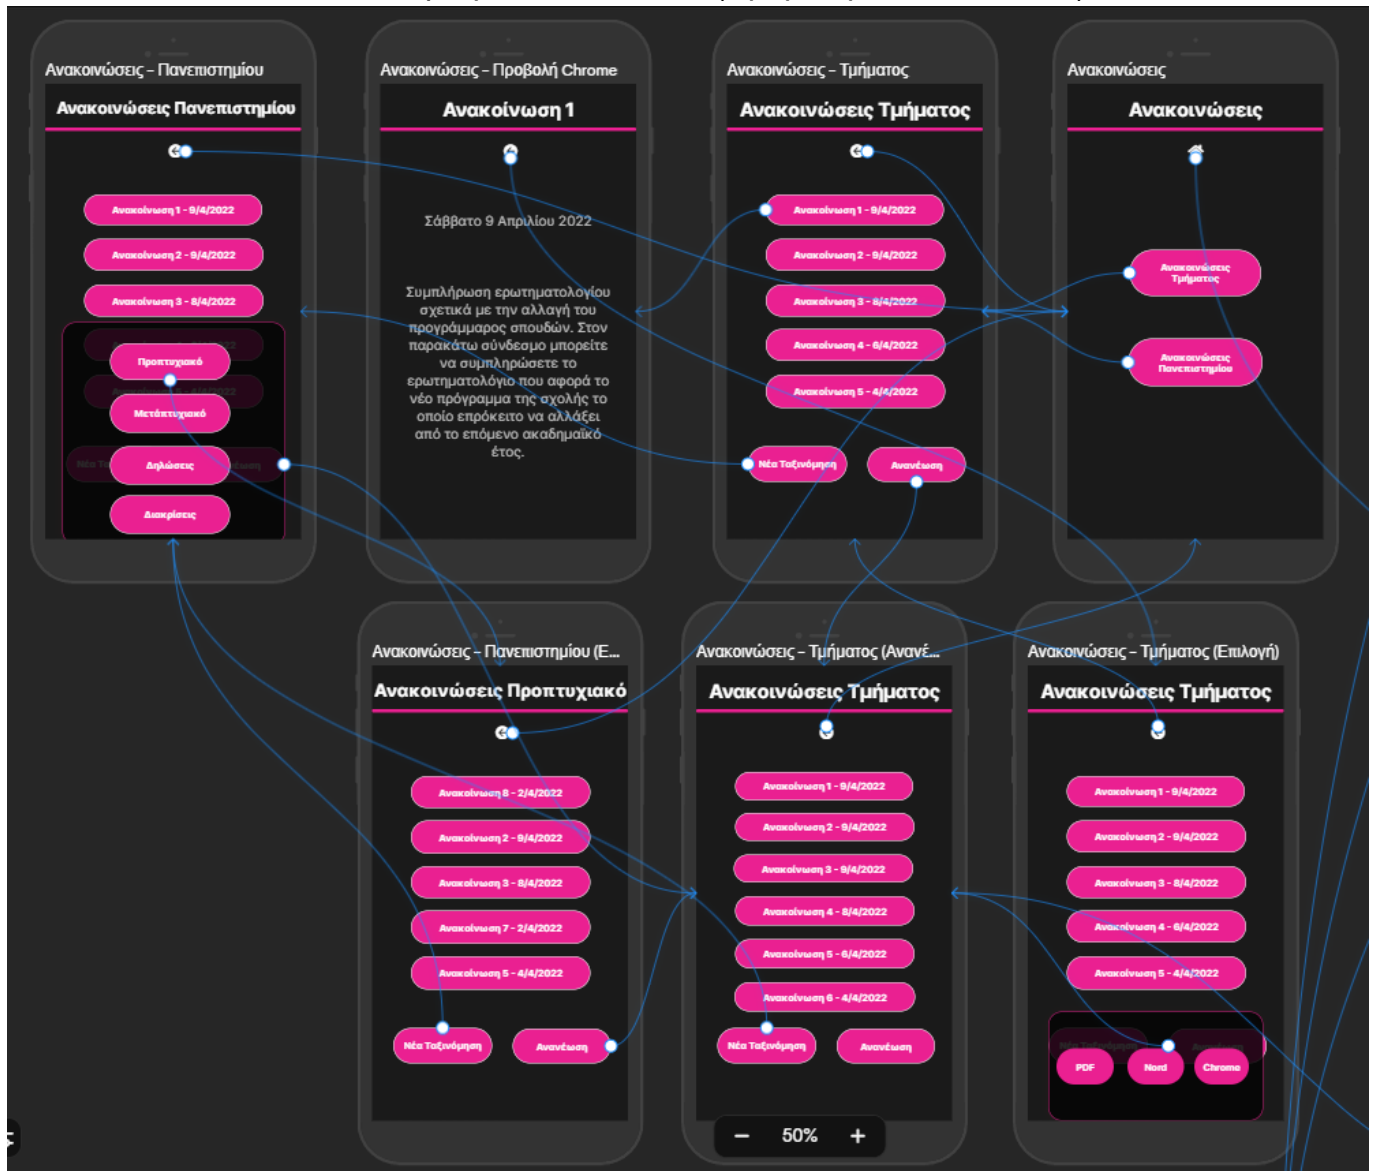 Ανακοινώσεις – Πανεπιστημίου
Ανακοινώσεις Πανεπιστημίου
Ανακοίνωση 1 - 9/4/2022
Ανακοίνωση 2 - 9/4/2022
Ανακοίνωση 3 - 8/4/2022
Προπτυχιακό
Μετάπτυχιακό
Δηλώσεις
Διακρίσεις
Ανακοινώσεις – Προβολή Chrome
Ανακοίνωση 1
Σάββατο 9 Απριλίου 2022
Συμπλήρωση ερωτηματολογίου
σχετικά με την αλλαγή του
προγράμμαρος σπουδών. Στον
παρακάτω σύνδεσμο μπορείτε
να συμπληρώσετε το
ερωτηματολόγιο που αφορά το
νέο πρόγραμμα της σχολής το
οποίο επρόκειτο να αλλάξει
από το επόμενο ακαδημαϊκό
έτος.
Ανακοινώσεις – Τμήματος
Ανακοινώσεις Τμήματος
Ανακοίνωση 1 - 9/4/2022
Ανακοίνωση 2 - 9/4/2022
Ανακοίνωση 3 - 8/4/2022
Ανακοίνωση 4 - 6/4/2022
Ανακοίνωση 5 - 4/4/2022
Νέα Ταξινόμηση
Ανανέωση
Ανακοινώσεις
Ανακοινώσεις
Ανακοινώσεις
Τμήματος
Ανακοινώσεις
Πανεπιστημίου
Ανακοινώσεις – Πανεπιστημίου (Ε...
Ανακοινώσεις Προπτυχιακό
Ανακοίνωση 8 - 2/4/2022
Ανακοίνωση 2 - 9/4/2022
Ανακοίνωση 3 - 8/4/2022
Ανακοίνωση 7 - 2/4/2022
Ανακοίνωση 5 - 4/4/2022
Νέα Ταξινόμηση
Ανανέωση
Ανακοινώσεις – Τμήματος (Ανανέ...
Ανακοινώσεις Τμήματος
Ανακοίνωση 1 - 9/4/2022
Ανακοίνωση 2 - 9/4/2022
Ανακοίνωση 3 - 9/4/2022
Ανακοίνωση 4 - 8/4/2022
Ανακοίνωση 5 - 6/4/2022
Ανακοίνωση 6 - 4/4/2022
Νέα Ταξινόμηση
Ανανέωση
Ανακοινώσεις – Τμήματος (Επιλογή)
Ανακοινώσεις Τμήματος
Ανακοίνωση 1 - 9/4/2022
Ανακοίνωση 2 - 9/4/2022
Ανακοίνωση 3 - 8/4/2022
Ανακοίνωση 4 - 6/4/2022
Ανακοίνωση 5 - 4/4/2022
Νέα Ταξινόμηση
Ανανέωση
PDF
Nord
Chrome
− 50% +